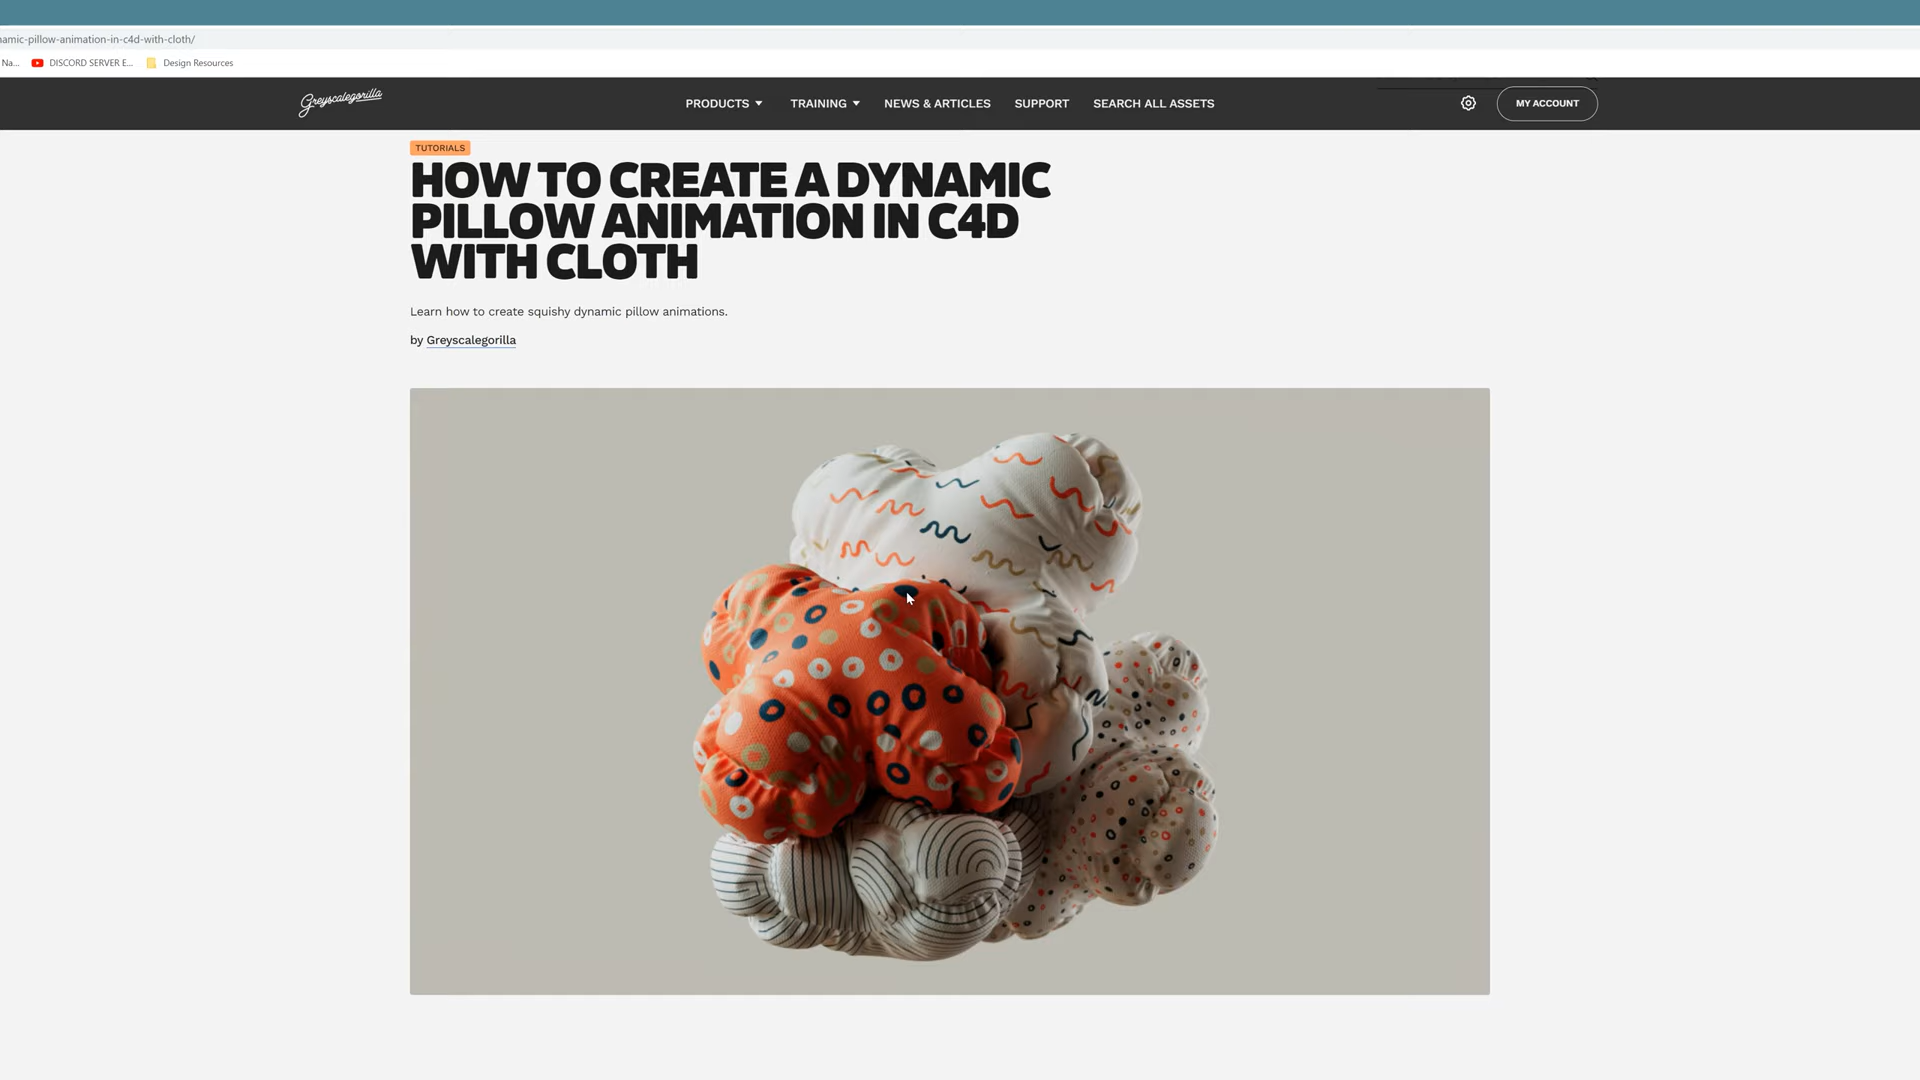 namic-pillow-animation-in-c4d-with-cloth/
Na... DISCORD SERVER E... Design Resources
Greyscalegorilla PRODUCTS TRAINING NEWS & ARTICLES SUPPORT SEARCH ALL ASSETS MY ACCOUNT
TUTORIALS
HOW TO CREATE A DYNAMIC
PILLOW ANIMATION IN C4D
WITH CLOTH
Learn how to create squishy dynamic pillow animations.
by Greyscalegorilla